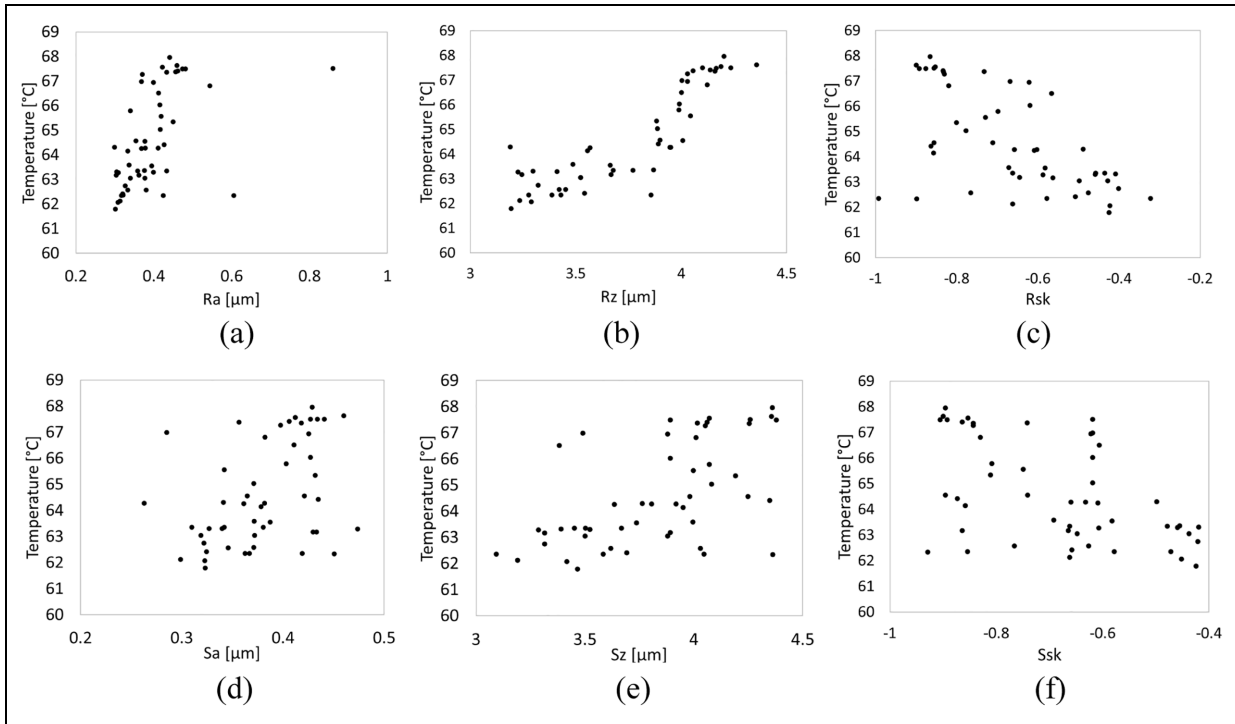 69
68
67
66
65
64
63
62
61
60
Temperature [°C]
0.2 0.4 0.6 0.8 1
Ra [µm]
(a)
69
68
67
66
65
64
63
62
61
60
Temperature [°C]
3 3.5 4 4.5
Rz [µm]
(b)
69
68
67
66
65
64
63
62
61
60
Temperature [°C]
-1 -0.8 -0.6 -0.4 -0.2
Rsk
(c)
69
68
67
66
65
64
63
62
61
60
Temperature [°C]
0.2 0.3 0.4 0.5
Sa [µm]
(d)
69
68
67
66
65
64
63
62
61
60
Temperature [°C]
3 3.5 4 4.5
Sz [µm]
(e)
69
68
67
66
65
64
63
62
61
60
Temperature [°C]
-1 -0.8 -0.6 -0.4
Ssk
(f)